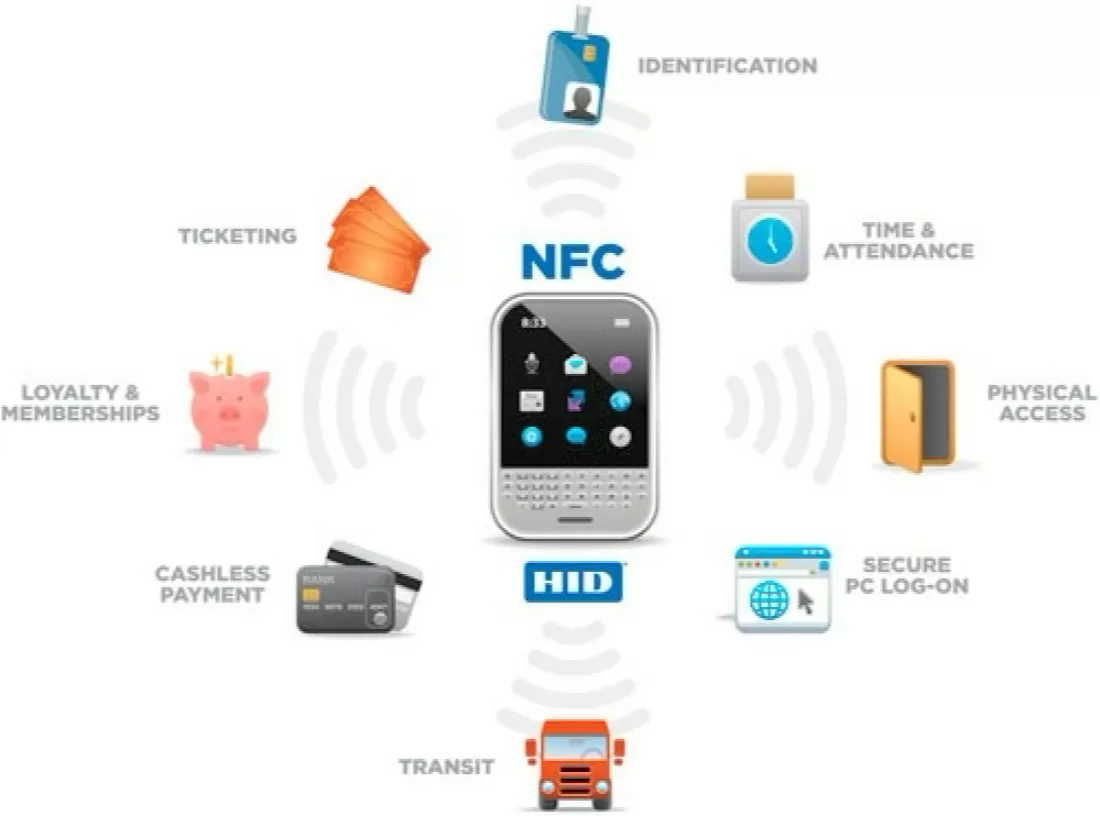 IDENTIFICATION
TICKETING
TIME &
ATTENDANCE
NFC
8:33
LOYALTY &
MEMBERSHIPS
PHYSICAL
ACCESS
CASHLESS
PAYMENT
BANK
HID
SECURE
PC LOG-ON
TRANSIT